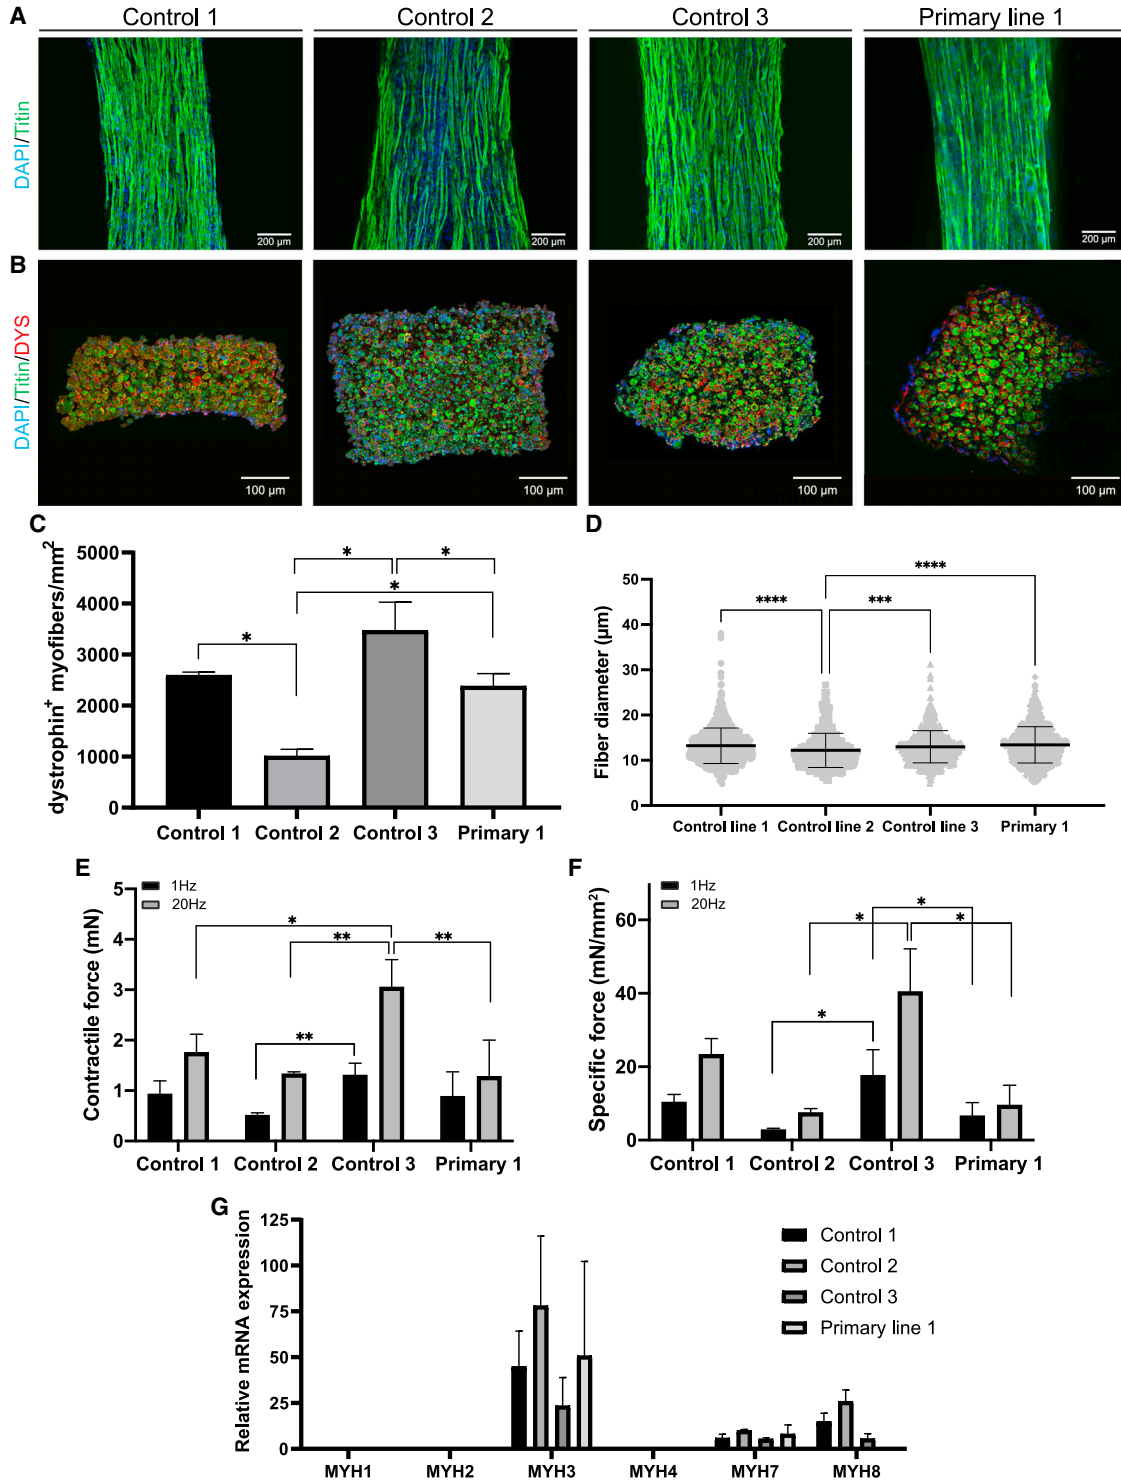 A
Control 1
Control 2
Control 3
Primary line 1
DAPI/Titin
200 µm
200 µm
200 µm
200 µm
B
DAPI/Titin/DYS
100 µm
100 µm
100 µm
100 µm
C
dystrophin+ myofibers/mm2
5000
4000
3000
2000
1000
0
* * * *
Control 1 Control 2 Control 3 Primary 1
D
Fiber diameter (µm)
50
40
30
20
10
0
**** *** ****
Control line 1 Control line 2 Control line 3 Primary 1
E
1Hz
20Hz
Contractile force (mN)
5
4
3
2
1
0
* ** ** **
Control 1 Control 2 Control 3 Primary 1
F
1Hz
20Hz
Specific force (mN/mm2)
60
40
20
0
* * * *
Control 1 Control 2 Control 3 Primary 1
G
Relative mRNA expression
125
100
75
50
25
0
Control 1
Control 2
Control 3
Primary line 1
MYH1 MYH2 MYH3 MYH4 MYH7 MYH8